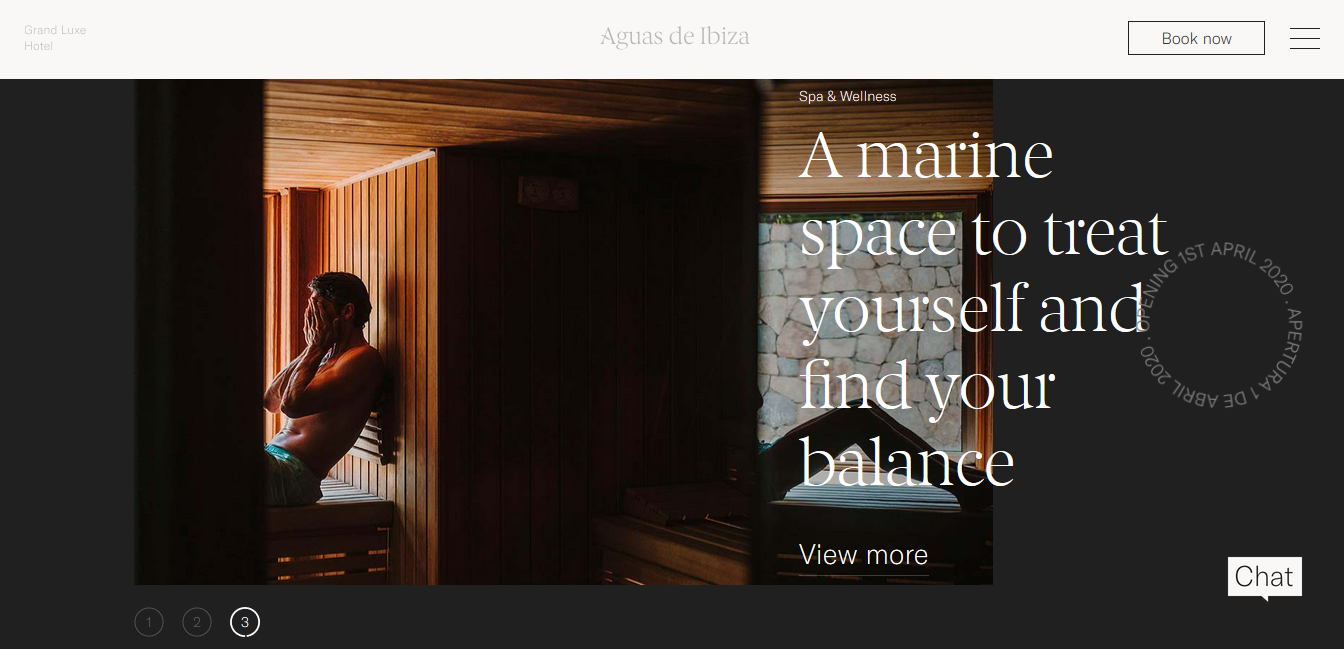 Grand Luxe
Hotel
Aguas de Ibiza
Book now
Spa & Wellness
A marine
space to treat
yourself and
find your
balance
OPENING 1ST APRIL 2020 · APERTURA 1 DE ABRIL 2020 ·
View more
Chat
1
2
3